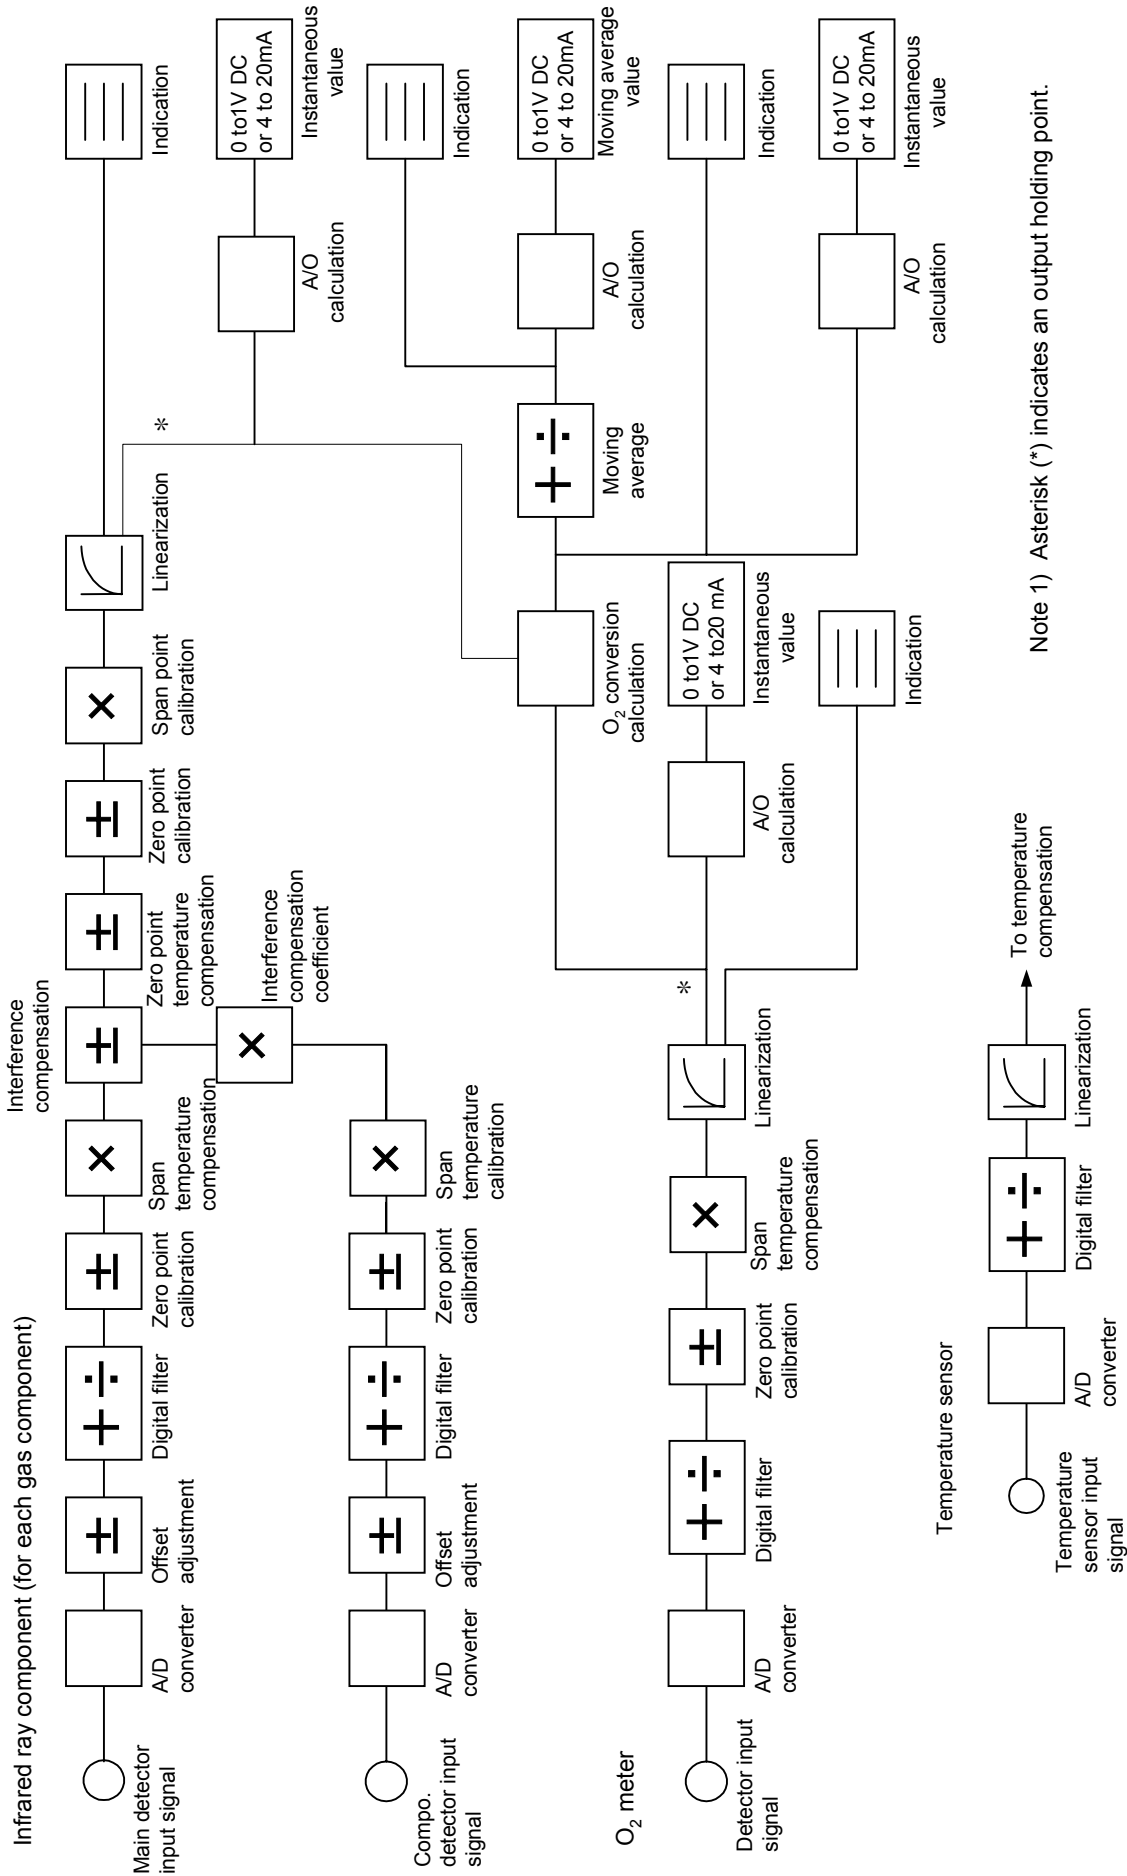 Infrared ray component (for each gas component)
Interference
compensation
Main detector
input signal
A/D
converter
Offset
adjustment
Digital filter
Zero point
calibration
Span
temperature
compensation
Zero point
temperature
compensation
Zero point
calibration
Span point
calibration
Linearization
*
Indication
Interference
compensation
coefficient
A/O
calculation
0 to1V DC
or 4 to 20mA
Instantaneous
value
Compo.
detector input
signal
A/D
converter
Offset
adjustment
Digital filter
Zero point
calibration
Span
temperature
calibration
Indication
O2 conversion
calculation
Moving
average
A/O
calculation
0 to1V DC
or 4 to 20mA
Moving average
value
O2 meter
Detector input
signal
A/D
converter
Digital filter
Zero point
calibration
Span
temperature
compensation
Linearization
*
A/O
calculation
0 to1V DC
or 4 to20 mA
Instantaneous
value
Indication
Indication
A/O
calculation
0 to1V DC
or 4 to 20mA
Instantaneous
value
Temperature sensor
Temperature
sensor input
signal
A/D
converter
Digital filter
Linearization
To temperature
compensation
Note 1) Asterisk (*) indicates an output holding point.